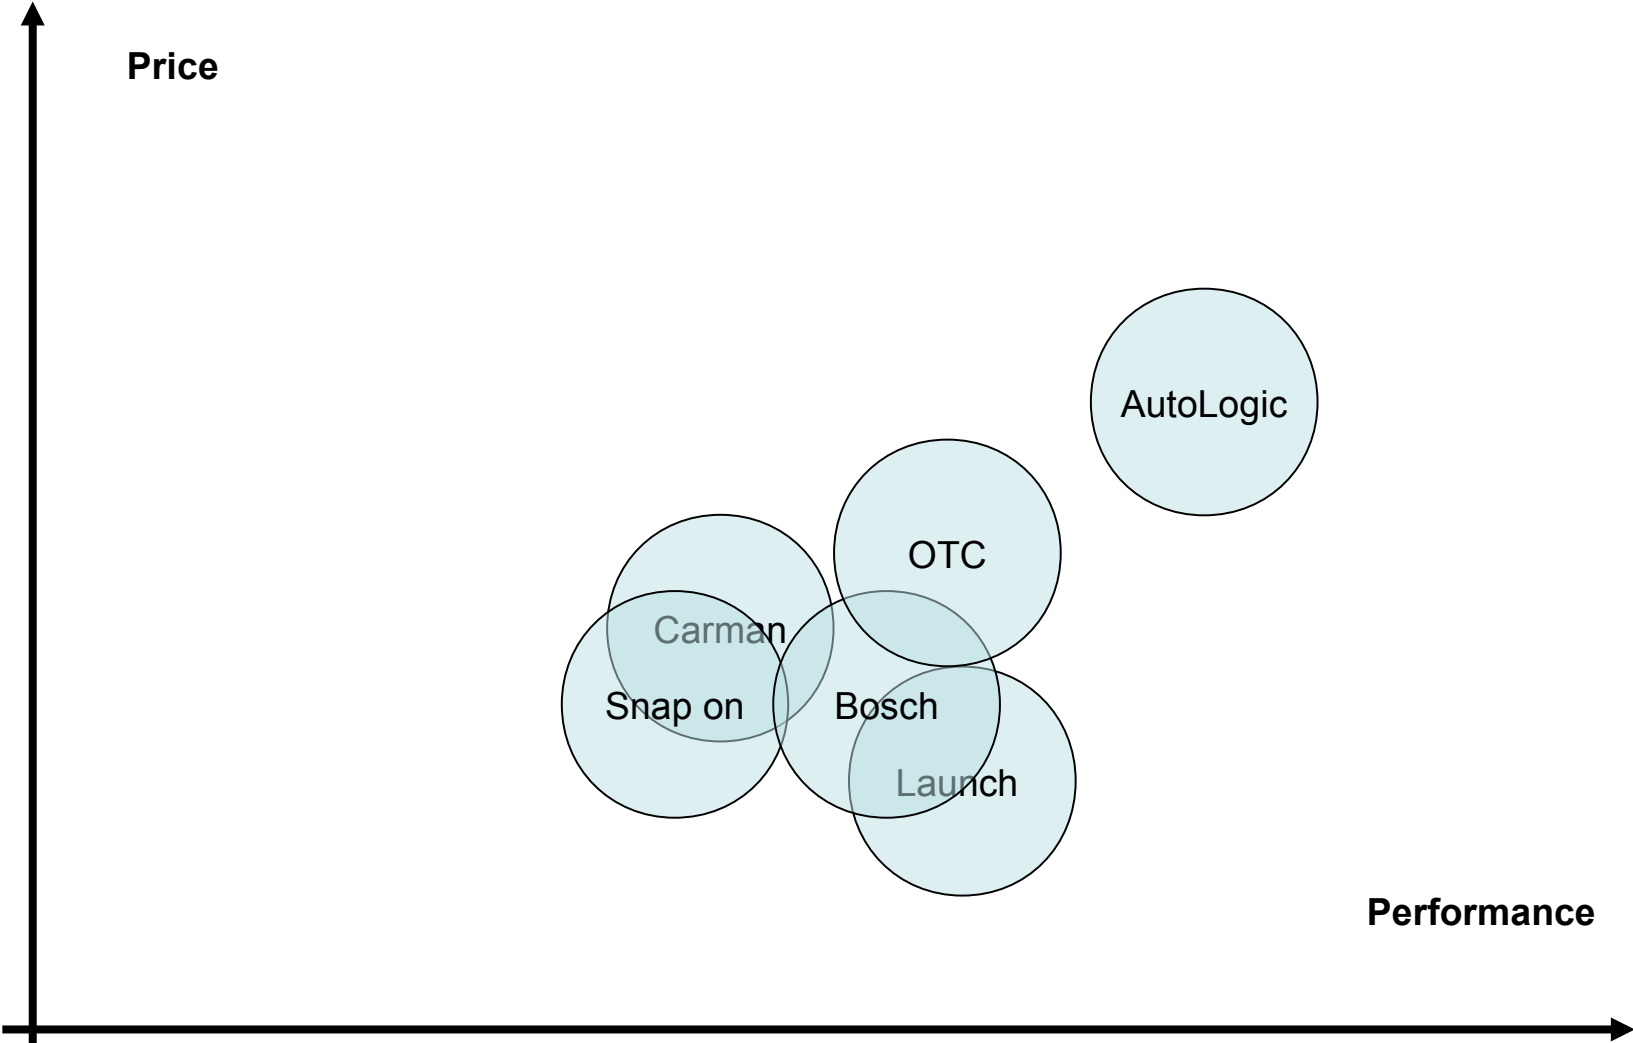 Price
AutoLogic
OTC
Carman
Snap on
Bosch
Launch
Performance